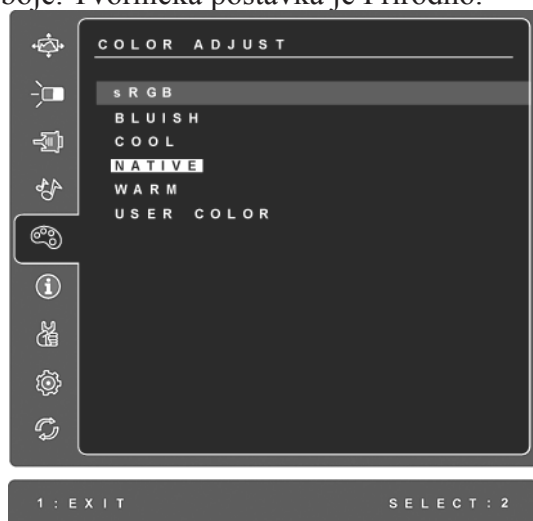 boje. Tvornička postavka je Prirodno.
COLOR ADJUST
sRGB
BLUISH
COOL
NATIVE
WARM
USER COLOR
1:EXIT SELECT:2